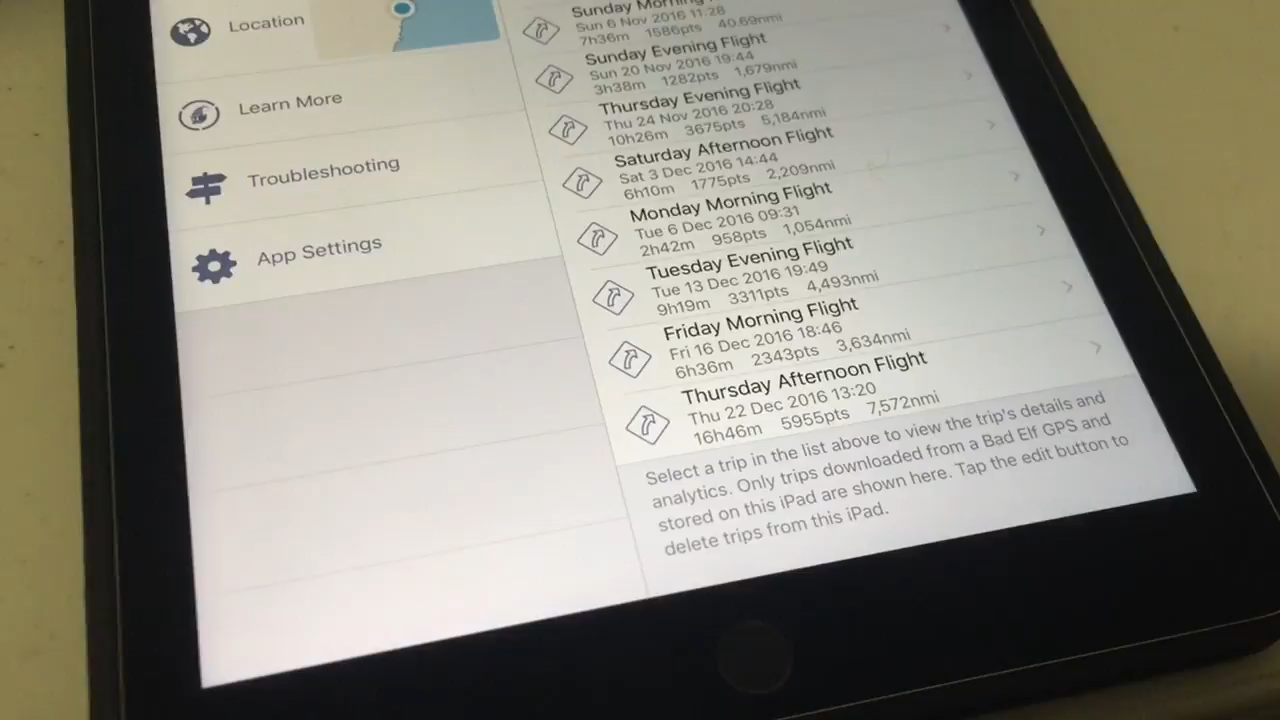 Location
Learn More
Troubleshooting
App Settings
Sunday Morning
Sun 6 Nov 2016 11:28
7h36m 1586pts 40.69nmi
Sunday Evening Flight
Sun 20 Nov 2016 19:44
3h38m 1282pts 1,679nmi
Thursday Evening Flight
Thu 24 Nov 2016 20:28
10h26m 3675pts 5,184nmi
Saturday Afternoon Flight
Sat 3 Dec 2016 14:44
6h10m 1775pts 2,209nmi
Monday Morning Flight
Tue 6 Dec 2016 09:31
2h42m 958pts 1,054nmi
Tuesday Evening Flight
Tue 13 Dec 2016 19:49
9h19m 3311pts 4,493nmi
Friday Morning Flight
Fri 16 Dec 2016 18:46
6h36m 2343pts 3,634nmi
Thursday Afternoon Flight
Thu 22 Dec 2016 13:20
16h46m 5955pts 7,572nmi
Select a trip in the list above to view the trip's details and
analytics. Only trips downloaded from a Bad Elf GPS and
stored on this iPad are shown here. Tap the edit button to
delete trips from this iPad.